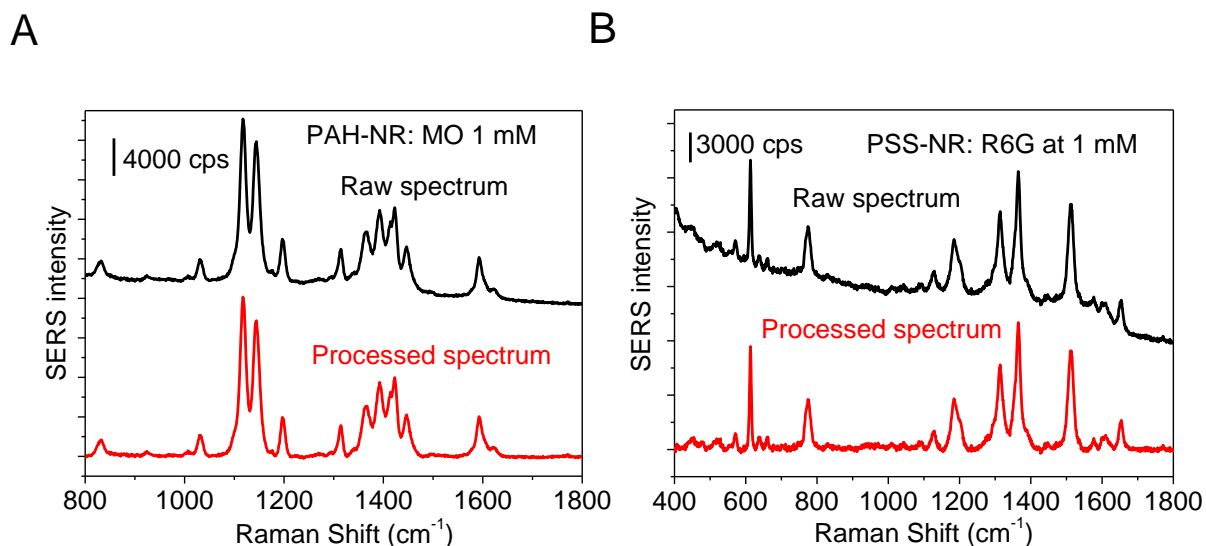 A
4000 cps
PAH-NR: MO 1 mM
Raw spectrum
Processed spectrum
SERS intensity
800 1000 1200 1400 1600 1800
Raman Shift (cm⁻¹)
B
3000 cps
PSS-NR: R6G at 1 mM
Raw spectrum
Processed spectrum
SERS intensity
400 600 800 1000 1200 1400 1600 1800
Raman Shift (cm⁻¹)